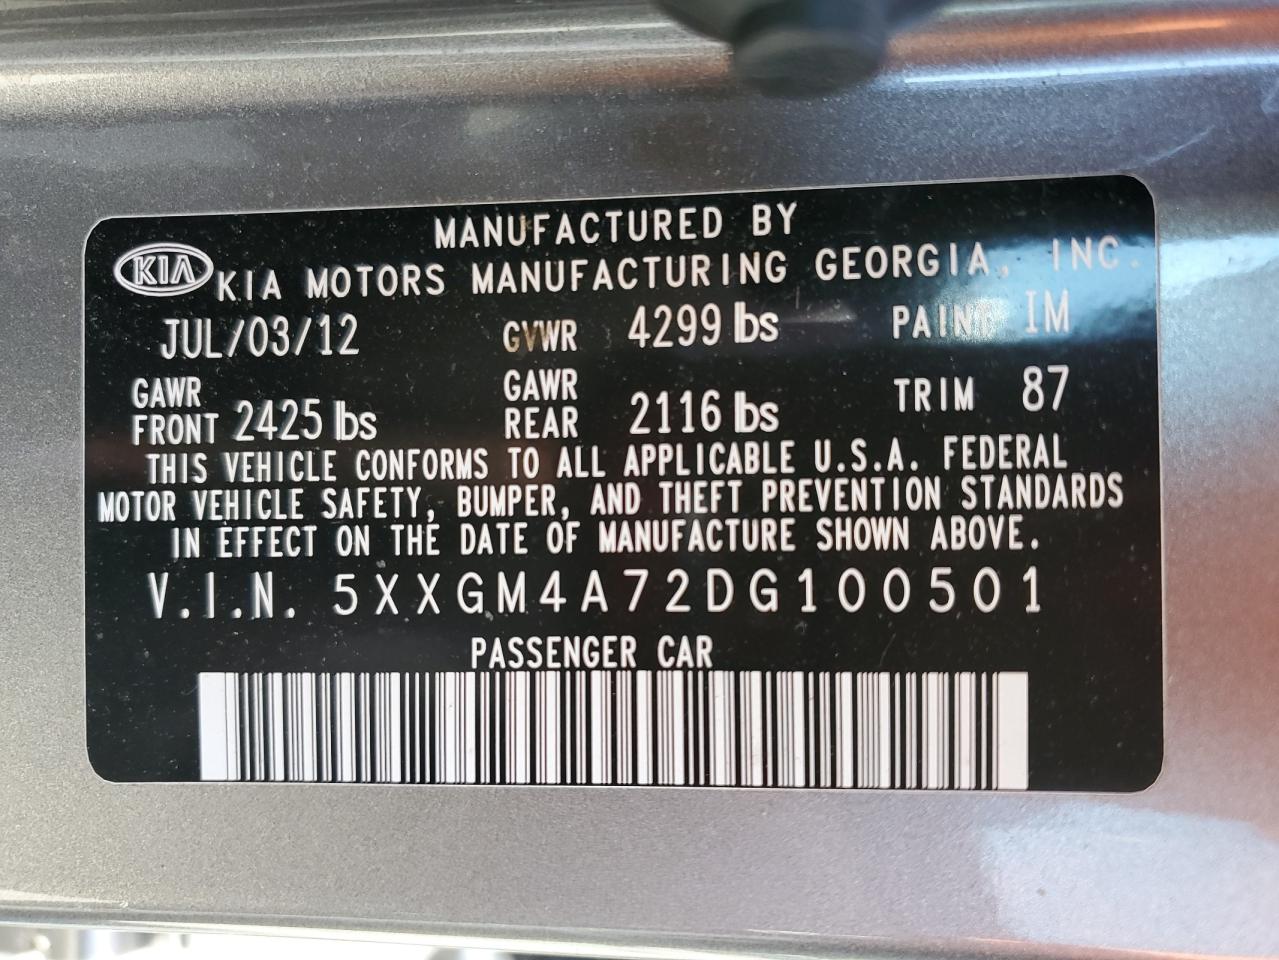 MANUFACTURED BY
KIA KIA MOTORS MANUFACTURING GEORGIA, INC.
JUL/03/12 GVWR 4299 lbs PAINT IM
GAWR FRONT 2425 lbs GAWR REAR 2116 lbs TRIM 87
THIS VEHICLE CONFORMS TO ALL APPLICABLE U.S.A. FEDERAL
MOTOR VEHICLE SAFETY, BUMPER, AND THEFT PREVENTION STANDARDS
IN EFFECT ON THE DATE OF MANUFACTURE SHOWN ABOVE.
V.I.N. 5XXGM4A72DG100501
PASSENGER CAR